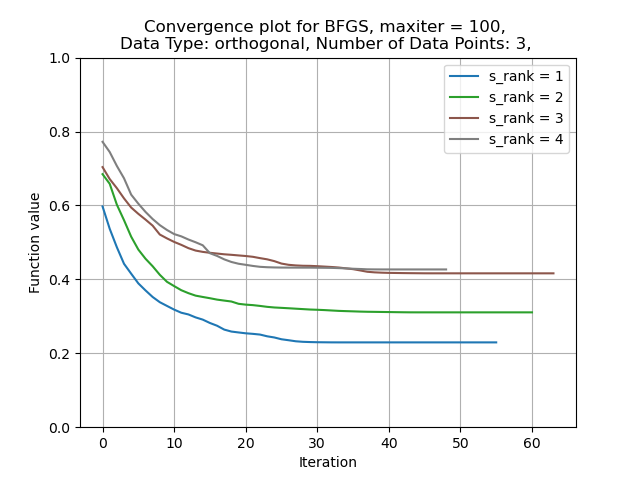 Convergence plot for BFGS, maxiter = 100,
Data Type: orthogonal, Number of Data Points: 3,
1.0
0.8
0.6
0.4
0.2
0.0
Function value
s_rank = 1
s_rank = 2
s_rank = 3
s_rank = 4
0 10 20 30 40 50 60
Iteration